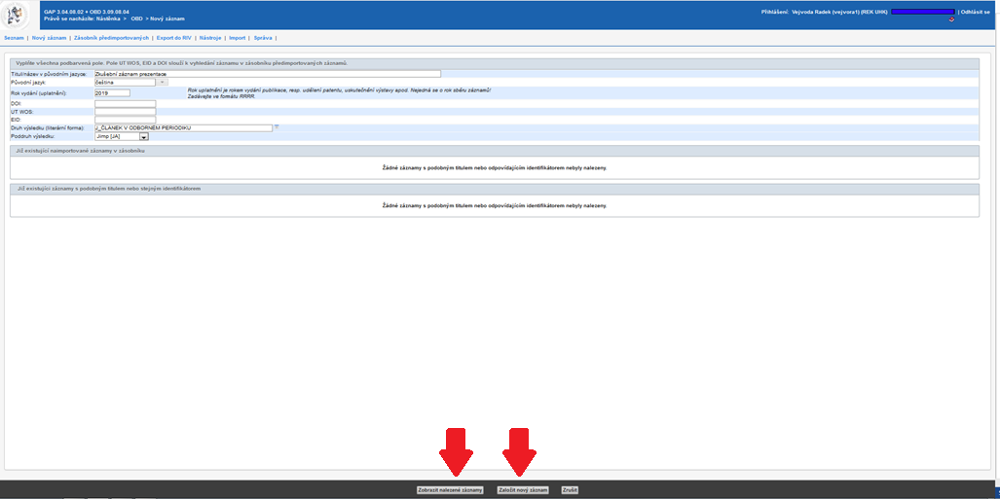 GAP 3.04.08.02 + OBD 3.09.08.04
Právě se nacházíte: Nástěnka > OBD > Nový záznam
Přihlášení: Vejvoda Radek (vejvora1) (REK UHK) | Odhlásit se
Seznam | Nový záznam | Zásobník předimportovaných | Export do RIV | Nástroje | Import | Správa |
Vyplňte všechna podbarvená pole. Pole UT WOS, EID a DOI slouží k vyhledání záznamu v zásobníku předimportovaných záznamů.
Titul/název v původním jazyce: Zkušební záznam prezentace
Původní jazyk: čeština
Rok vydání (uplatnění): 2019 Rok uplatnění je rokem vydání publikace, resp. udělení patentu, uskutečnění výstavy apod. Nejedná se o rok sběru záznamů!
Zadávejte ve formátu RRRR.
DOI:
UT WOS:
EID:
Druh výsledku (literární forma): J_ČLÁNEK V ODBORNÉM PERIODIKU
Poddruh výsledku: Jimp [JA]
Již existující naimportované záznamy v zásobníku
Žádné záznamy s podobným titulem nebo odpovídajícím identifikátorem nebyly nalezeny.
Již existující záznamy s podobným titulem nebo stejným identifikátorem
Žádné záznamy s podobným titulem nebo odpovídajícím identifikátorem nebyly nalezeny.
Zobrazit nalezené záznamy Založit nový záznam Zrušit